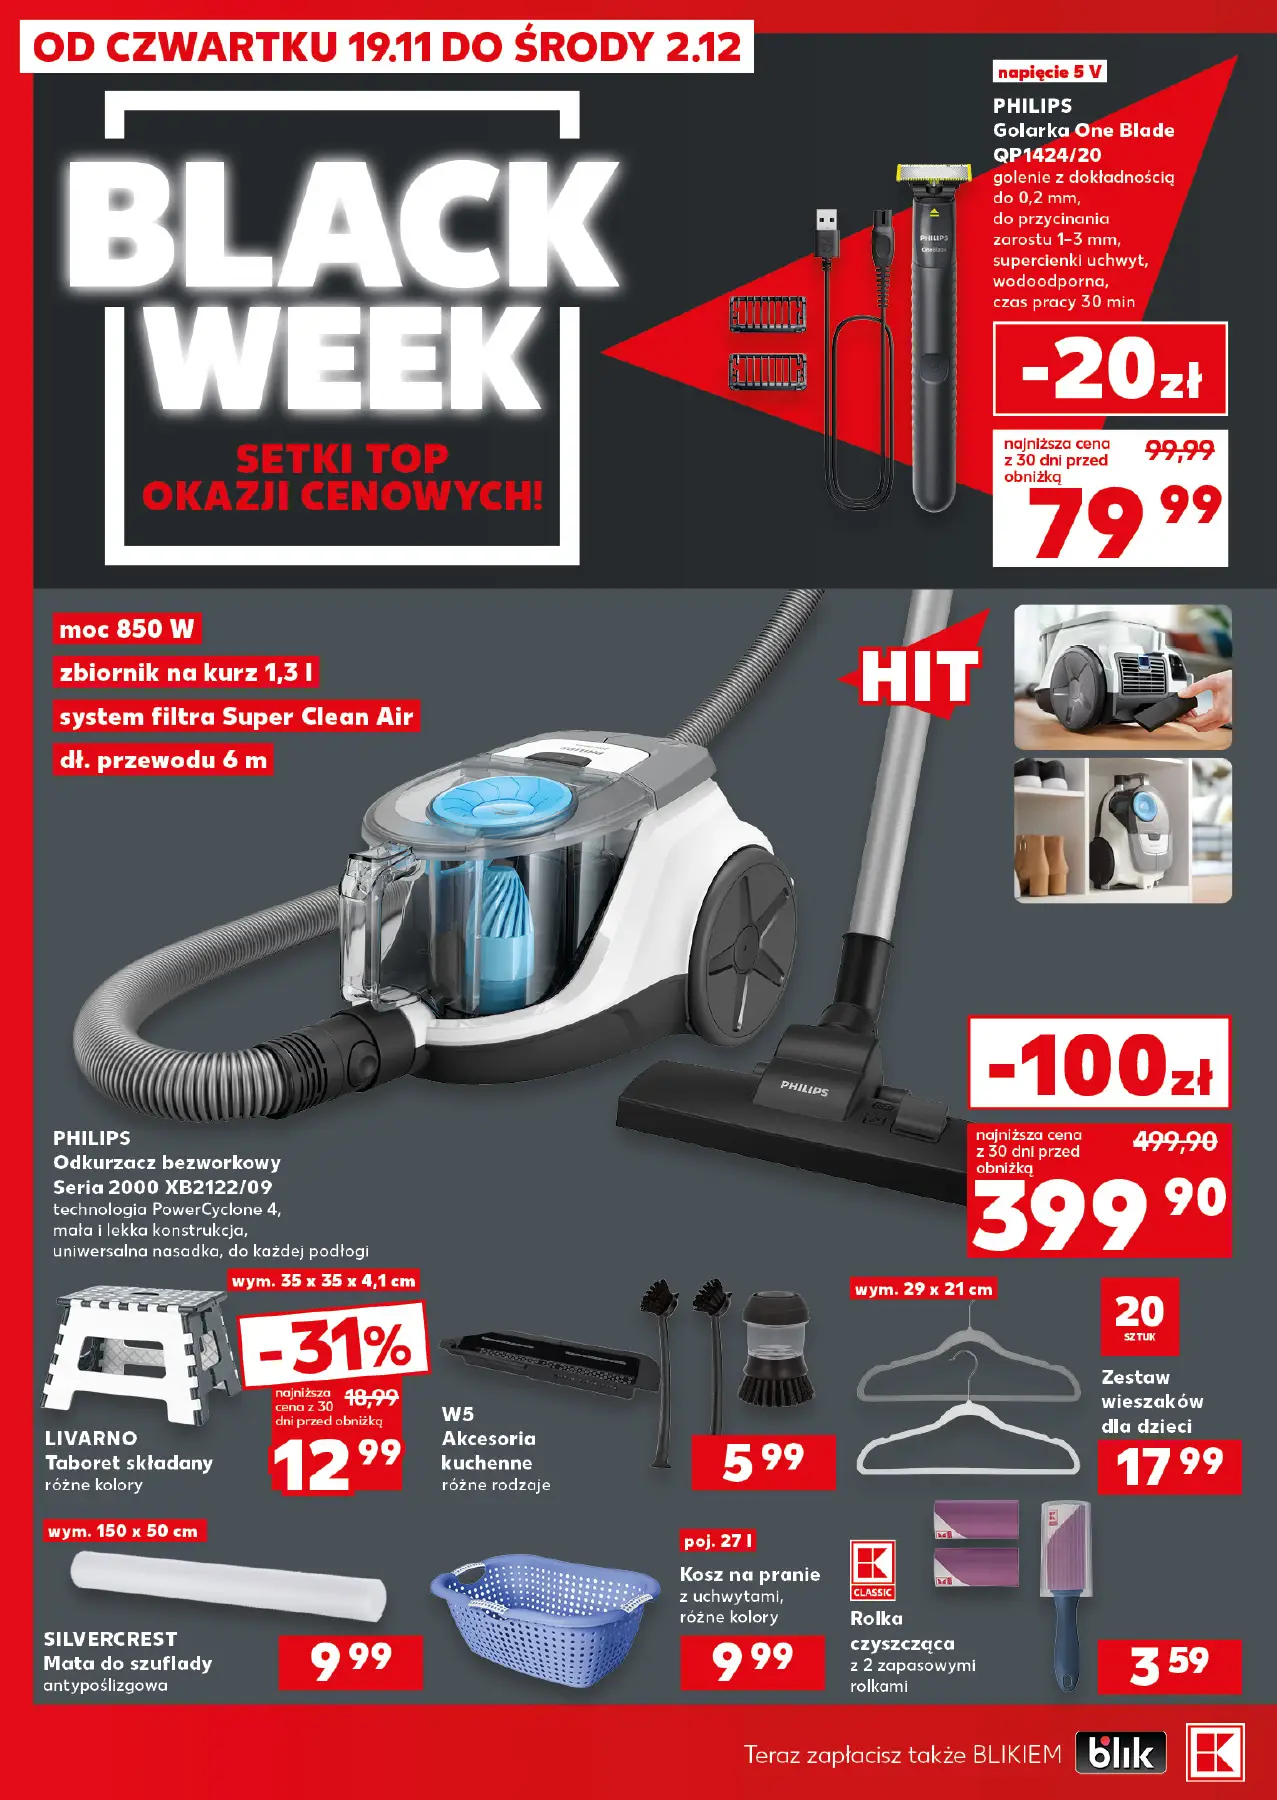 OD CZWARTKU 19.11 DO ŚRODY 2.12
BLACK
WEEK
SETKI TOP
OKAZJI CENOWYCH!
napięcie 5 V
PHILIPS
Golarka One Blade
QP1424/20
golenie z dokładnością
do 0,2 mm,
do przycinania
zarostu 1–3 mm,
supercienki uchwyt,
wodoodporna,
czas pracy 30 min
PHILIPS
OneBlade
-20 zł
najniższa cena
z 30 dni przed
obniżką
99,99
79 99
moc 850 W
zbiornik na kurz 1,3 l
system filtra Super Clean Air
dł. przewodu 6 m
HIT
PHILIPS
PHILIPS
-100 zł
najniższa cena
z 30 dni przed
obniżką
499,90
399 90
PHILIPS
Odkurzacz bezworkowy
Seria 2000 XB2122/09
technologia PowerCyclone 4,
mała i lekka konstrukcja,
uniwersalna nasadka, do każdej podłogi
wym. 35 x 35 x 4,1 cm
-31%
najniższa
cena z 30
dni przed obniżką
18,99
12 99
LIVARNO
Taboret składany
różne kolory
W5
Akcesoria
kuchenne
różne rodzaje
5 99
wym. 29 x 21 cm
20
SZTUK
Zestaw
wieszaków
dla dzieci
17 99
wym. 150 x 50 cm
SILVERCREST
Mata do szuflady
antypoślizgowa
9 99
poj. 27 l
Kosz na pranie
z uchwytami,
różne kolory
9 99
K
CLASSIC
Rolka
czyszcząca
z 2 zapasowymi
rolkami
3 59
Teraz zapłacisz także BLIKIEM
blik
K